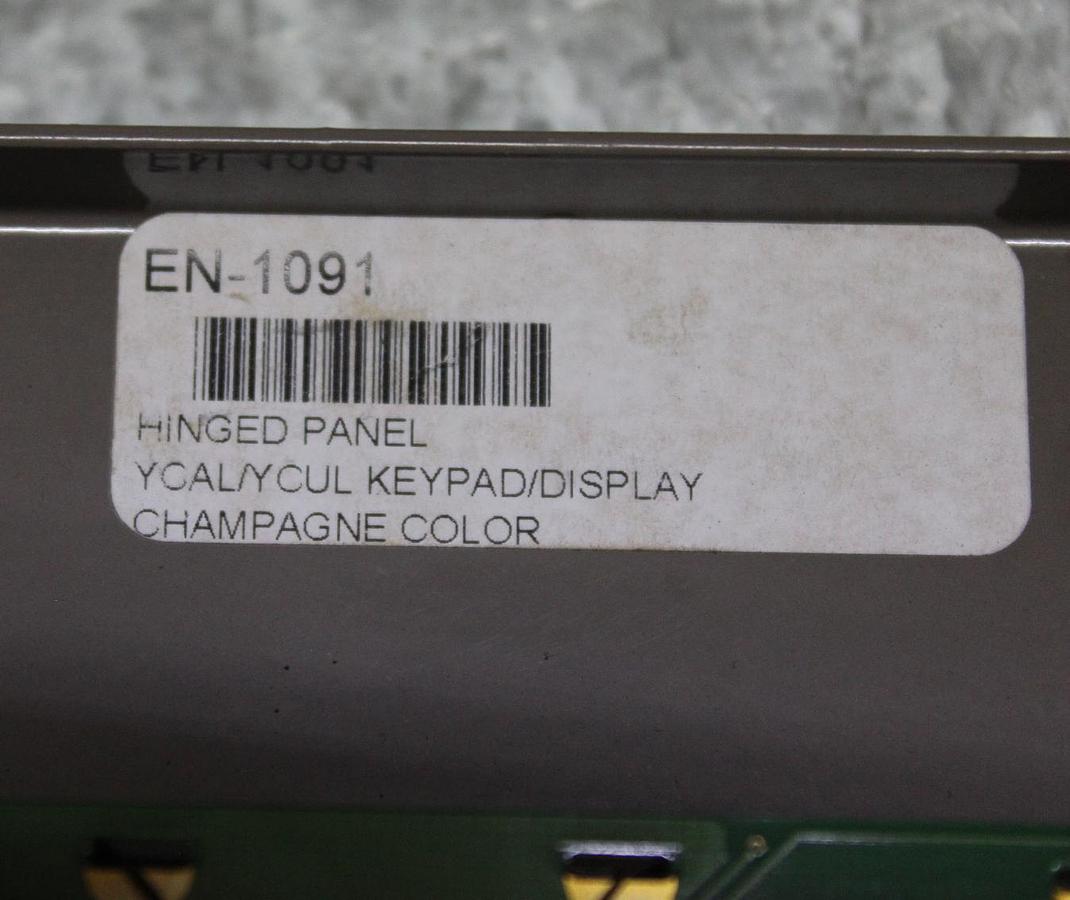 EN-1091
HINGED PANEL
YCAL/YCUL KEYPAD/DISPLAY
CHAMPAGNE COLOR